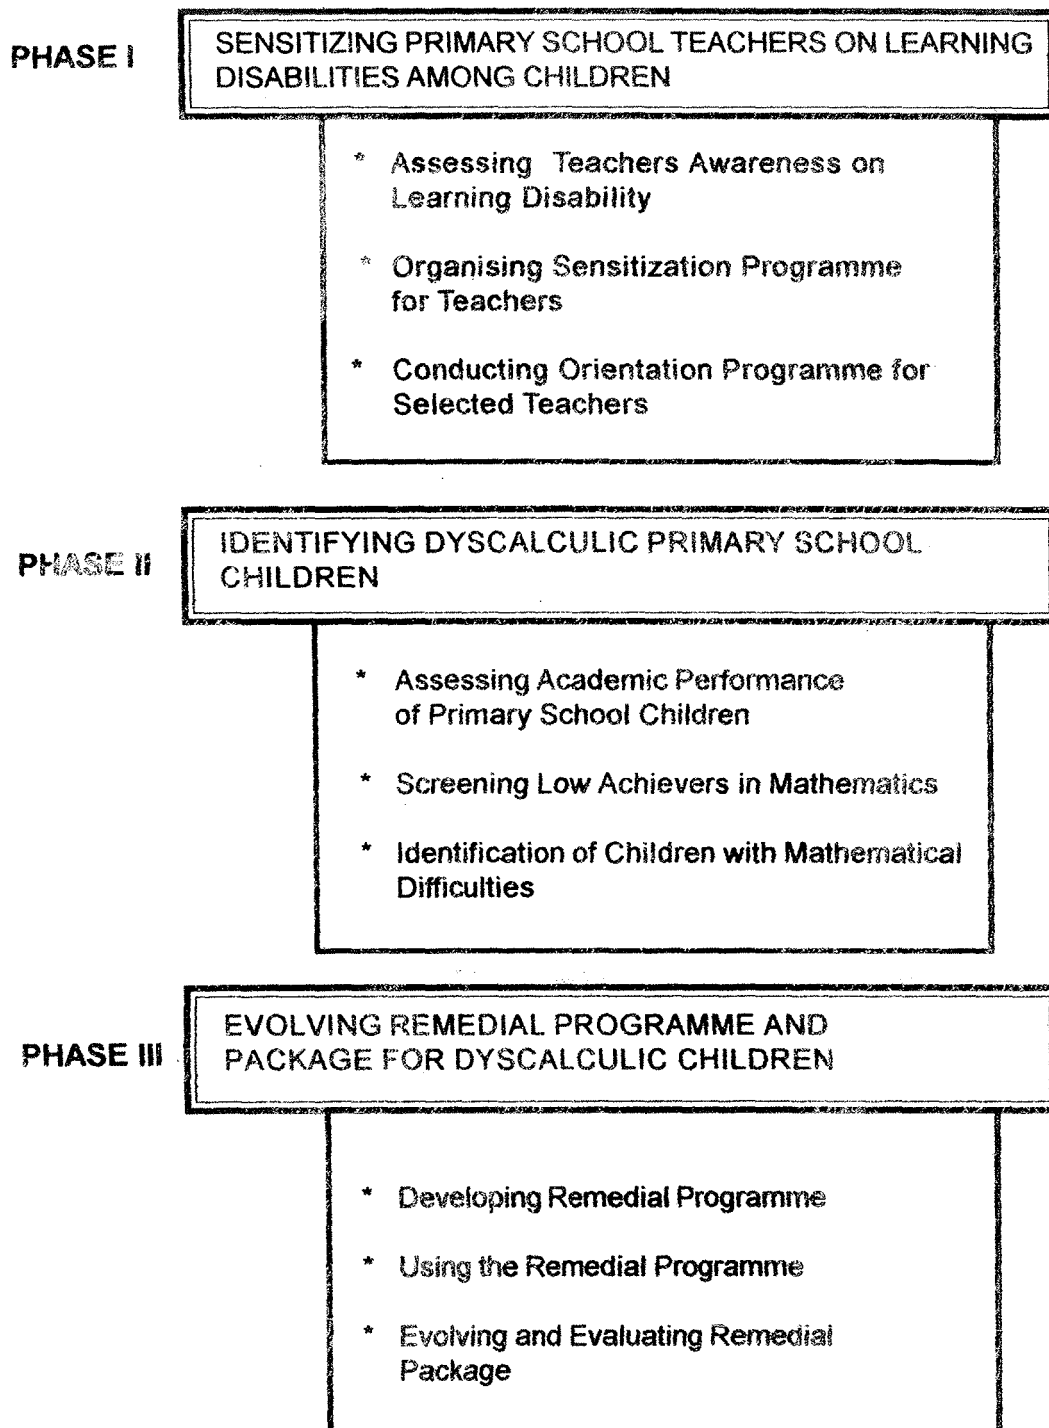 PHASE I
SENSITIZING PRIMARY SCHOOL TEACHERS ON LEARNING
DISABILITIES AMONG CHILDREN
* Assessing Teachers Awareness on
Learning Disability
* Organising Sensitization Programme
for Teachers
* Conducting Orientation Programme for
Selected Teachers
PHASE II
IDENTIFYING DYSCALCULIC PRIMARY SCHOOL
CHILDREN
* Assessing Academic Performance
of Primary School Children
* Screening Low Achievers in Mathematics
* Identification of Children with Mathematical
Difficulties
PHASE III
EVOLVING REMEDIAL PROGRAMME AND
PACKAGE FOR DYSCALCULIC CHILDREN
* Developing Remedial Programme
* Using the Remedial Programme
* Evolving and Evaluating Remedial
Package